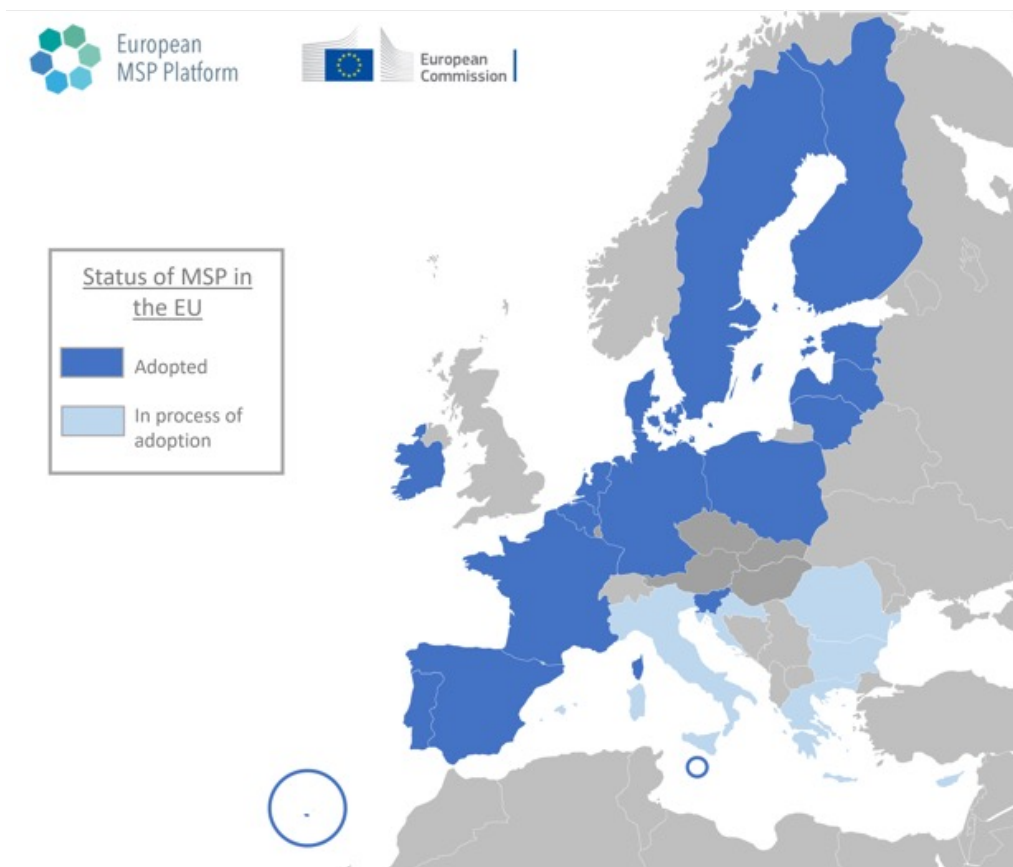 European
MSP Platform
European
Commission
Status of MSP in
the EU
Adopted
In process of
adoption